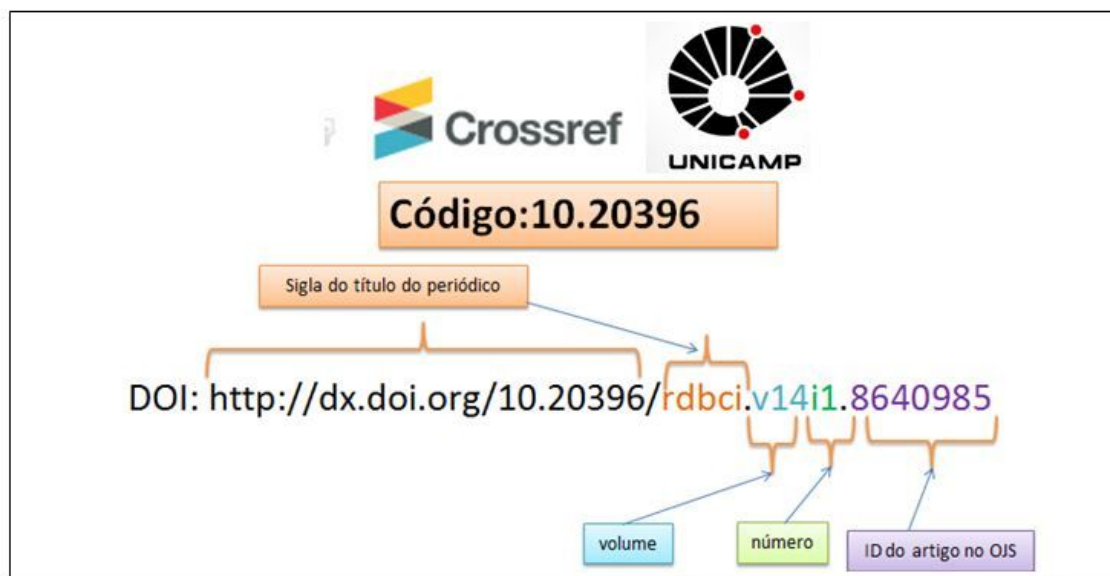 Crossref
UNICAMP
Código:10.20396
Sigla do título do periódico
DOI: http://dx.doi.org/10.20396/rdbci.v14i1.8640985
volume
número
ID do artigo no OJS